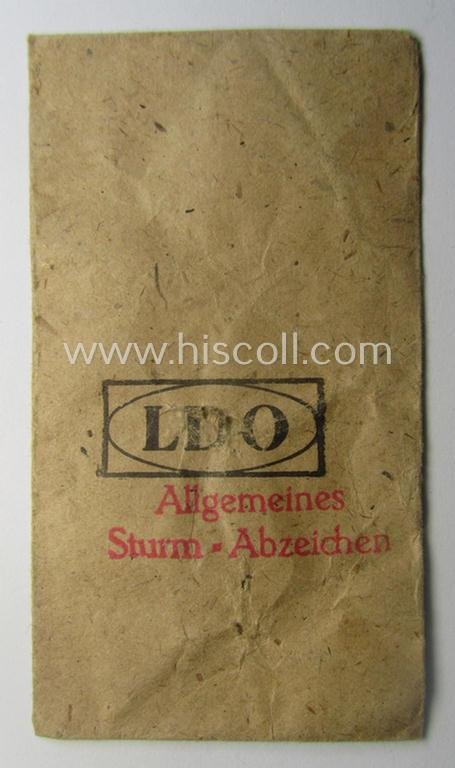 www.hiscoll.com
LDO
Allgemeines
Sturm - Abzeichen